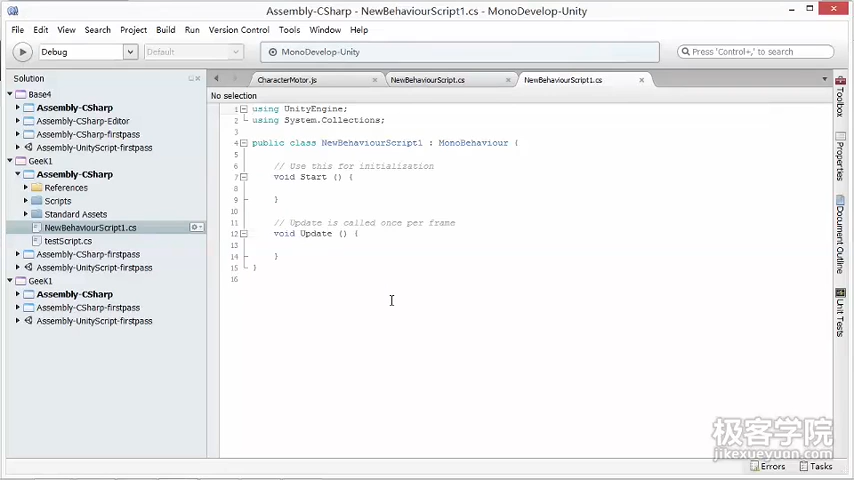 Assembly-CSharp - NewBehaviourScript1.cs - MonoDevelop-Unity
File Edit View Search Project Build Run Version Control Tools Window Help
Debug Default MonoDevelop-Unity Press 'Control+,' to search
Solution
Base4
Assembly-CSharp
Assembly-CSharp-Editor
Assembly-CSharp-firstpass
Assembly-UnityScript-firstpass
GeeK1
Assembly-CSharp
References
Scripts
Standard Assets
NewBehaviourScript1.cs
testScript.cs
Assembly-CSharp-firstpass
Assembly-UnityScript-firstpass
GeeK1
Assembly-CSharp
Assembly-CSharp-firstpass
Assembly-UnityScript-firstpass
CharacterMotor.js NewBehaviourScript.cs NewBehaviourScript1.cs
No selection
1 using UnityEngine;
2 using System.Collections;
3
4 public class NewBehaviourScript1 : MonoBehaviour {
5
6 // Use this for initialization
7 void Start () {
8
9 }
10
11 // Update is called once per frame
12 void Update () {
13
14 }
15 }
16
Toolbox
Properties
Document Outline
Unit Tests
极客学院
jikexueyuan.com
Errors Tasks